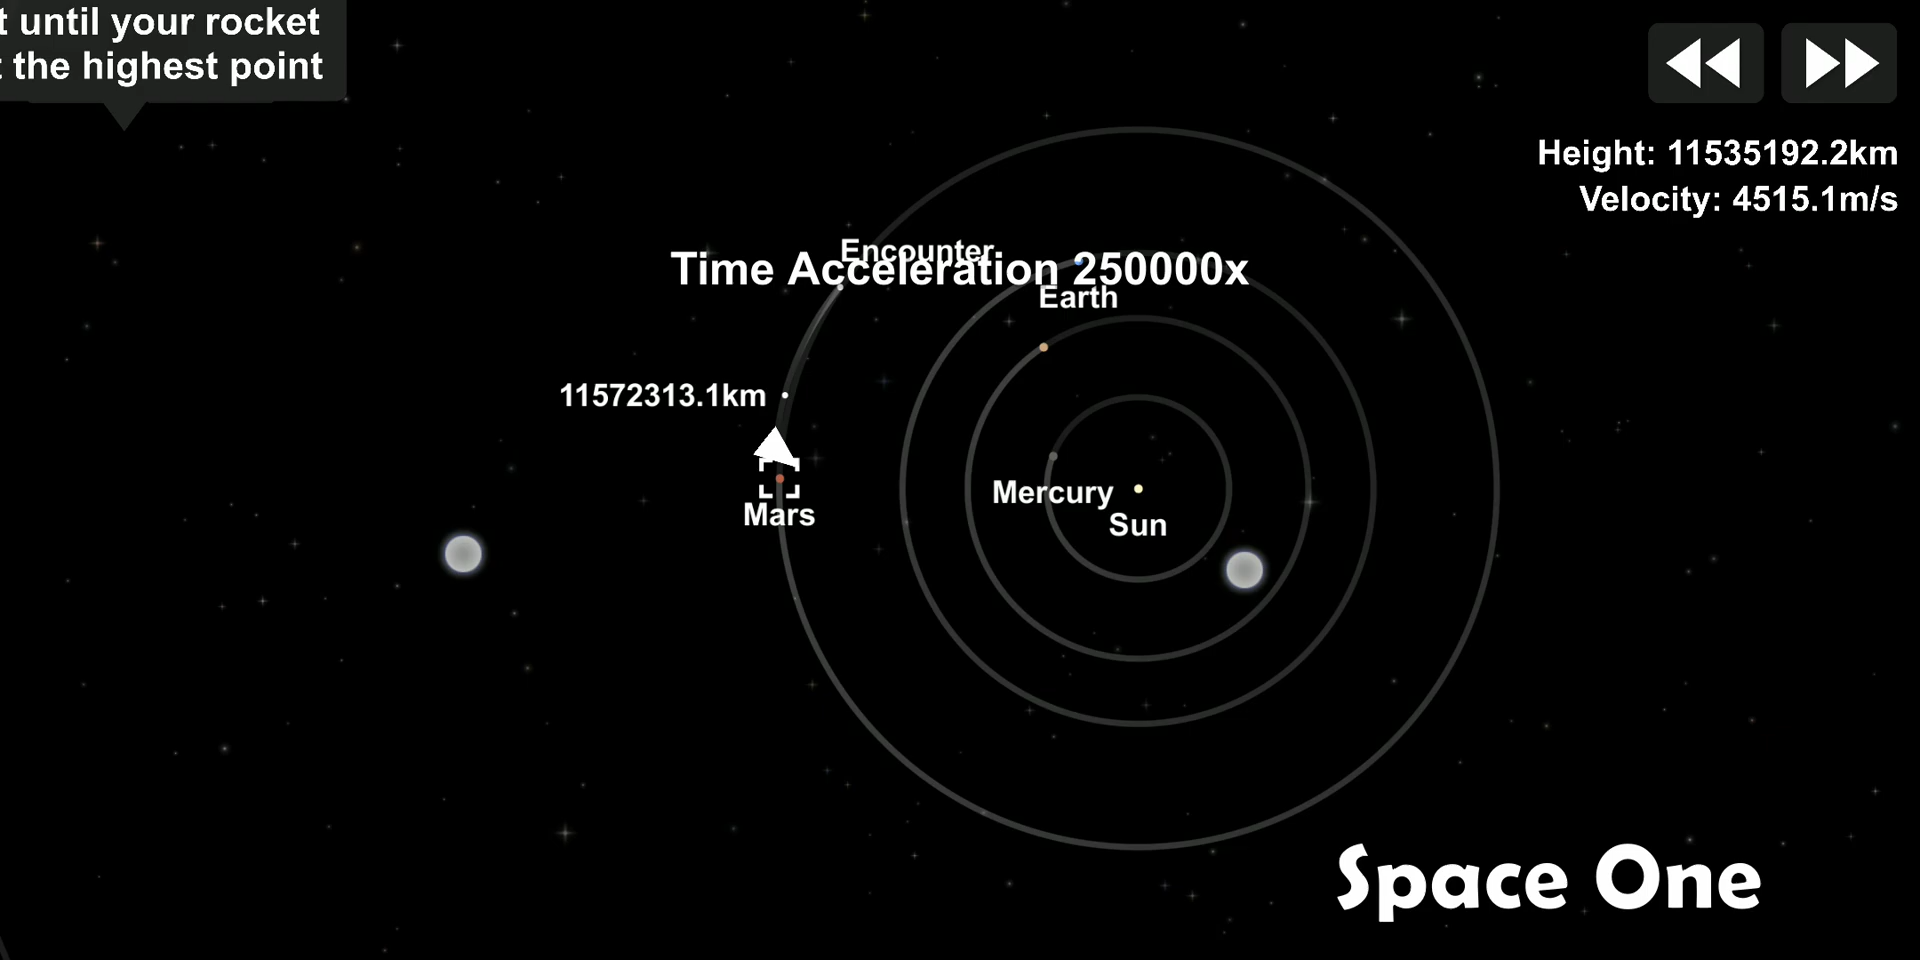 t until your rocket
t the highest point
Height: 11535192.2km
Velocity: 4515.1m/s
Encounter
Time Acceleration 250000x
Earth
11572313.1km
Mercury
Mars
Sun
Space One